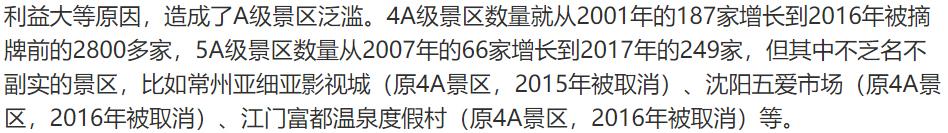 利益大等原因，造成了A级景区泛滥。4A级景区数量就从2001年的187家增长到2016年被摘
牌前的2800多家，5A级景区数量从2007年的66家增长到2017年的249家，但其中不乏名不
副实的景区，比如常州亚细亚影视城（原4A景区，2015年被取消）、沈阳五爱市场（原4A景
区，2016年被取消）、江门富都温泉度假村（原4A景区，2016年被取消）等。